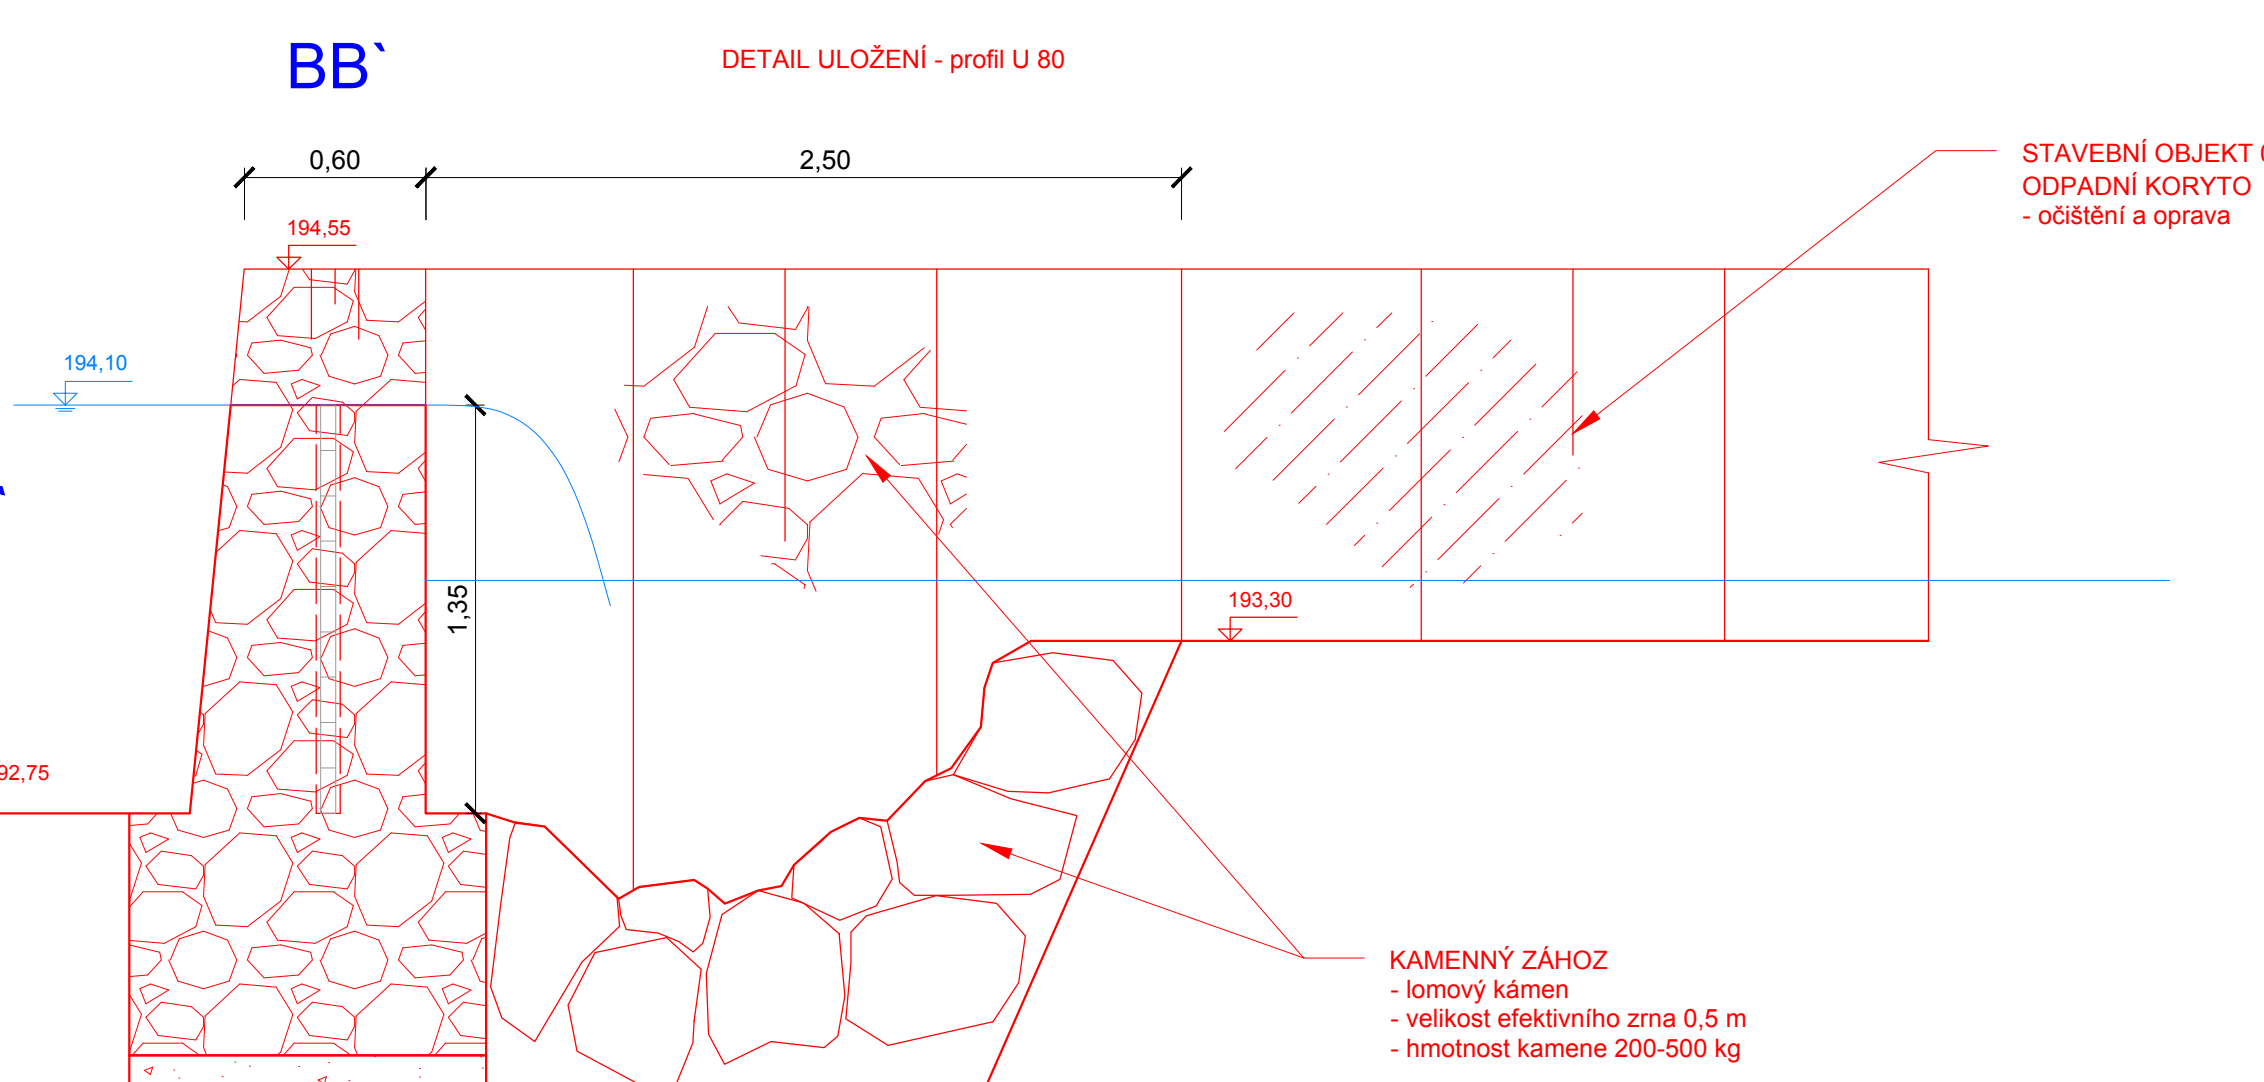 BB`
DETAIL ULOŽENÍ - profil U 80
0,60
2,50
STAVEBNÍ OBJEKT
ODPADNÍ KORYTO
- očištění a oprava
194,55
194,10
1,35
193,30
92,75
KAMENNÝ ZÁHOZ
- lomový kámen
- velikost efektivního zrna 0,5 m
- hmotnost kamene 200-500 kg